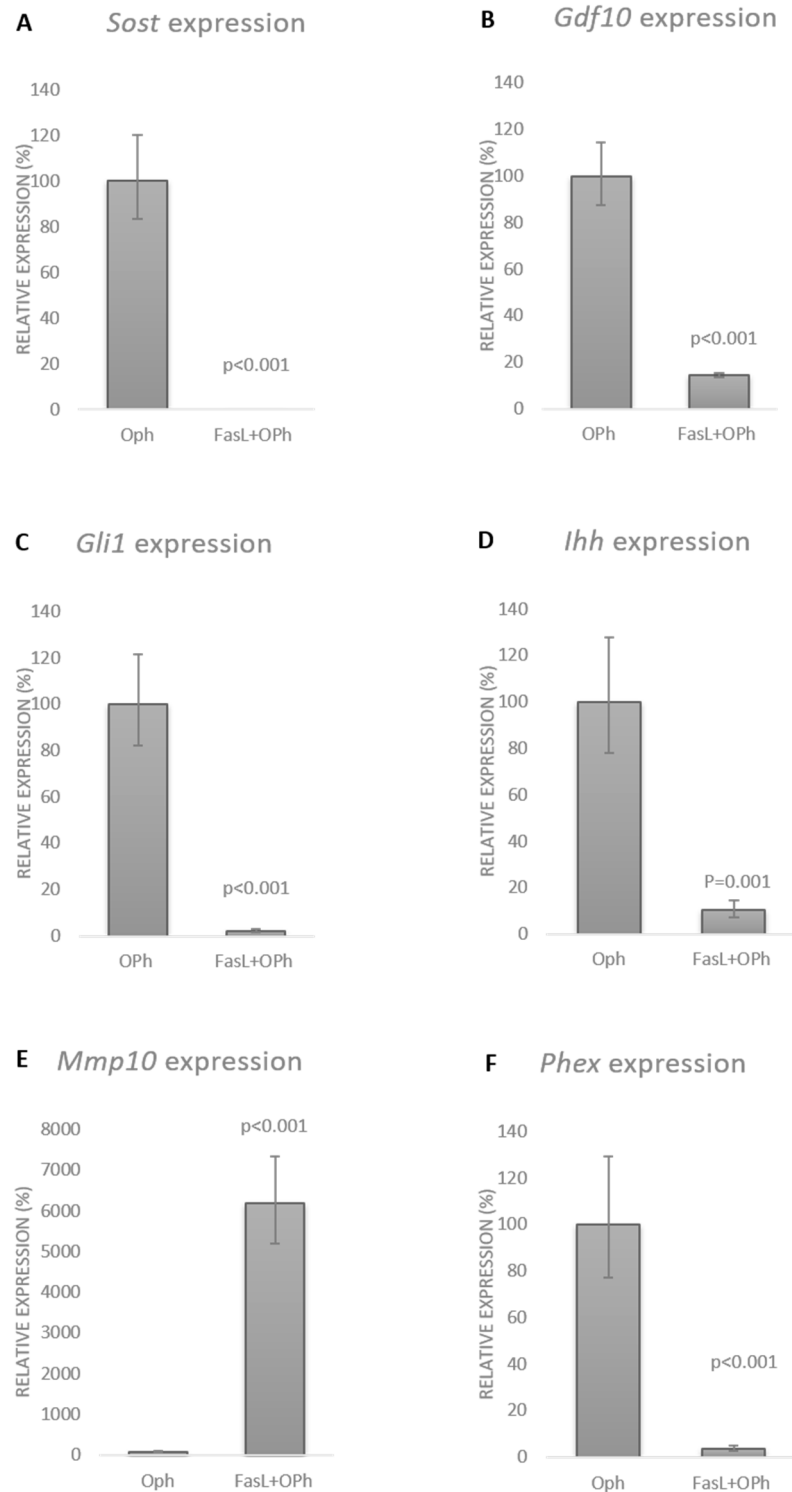 A
Sost expression
RELATIVE EXPRESSION (%)
140
120
100
80
60
40
20
0
p<0.001
Oph
FasL+OPh
B
Gdf10 expression
RELATIVE EXPRESSION (%)
140
120
100
80
60
40
20
0
p<0.001
OPh
FasL+OPh
C
Gli1 expression
RELATIVE EXPRESSION (%)
140
120
100
80
60
40
20
0
p<0.001
OPh
FasL+OPh
D
Ihh expression
RELATIVE EXPRESSION (%)
140
120
100
80
60
40
20
0
P=0.001
Oph
FasL+OPh
E
Mmp10 expression
RELATIVE EXPRESSION (%)
8000
7000
6000
5000
4000
3000
2000
1000
0
p<0.001
Oph
FasL+OPh
F
Phex expression
RELATIVE EXPRESSION (%)
140
120
100
80
60
40
20
0
p<0.001
Oph
FasL+OPh